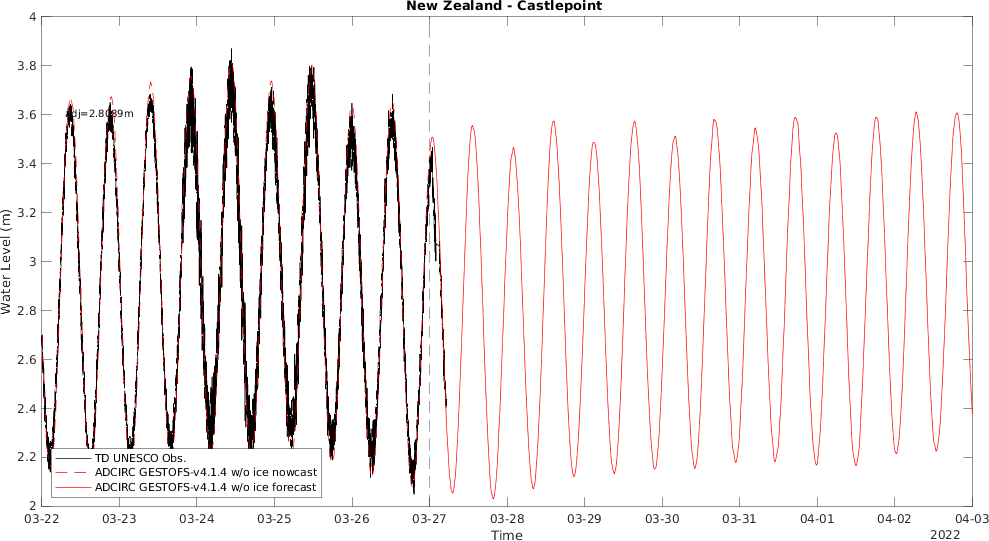 New Zealand - Castlepoint
4
3.8
3.6
3.4
3.2
3
2.8
2.6
2.4
2.2
2
Water Level (m)
adj=2.8089m
TD UNESCO Obs.
ADCIRC GESTOFS-v4.1.4 w/o ice nowcast
ADCIRC GESTOFS-v4.1.4 w/o ice forecast
03-22 03-23 03-24 03-25 03-26 03-27 03-28 03-29 03-30 03-31 04-01 04-02 04-03
Time
2022